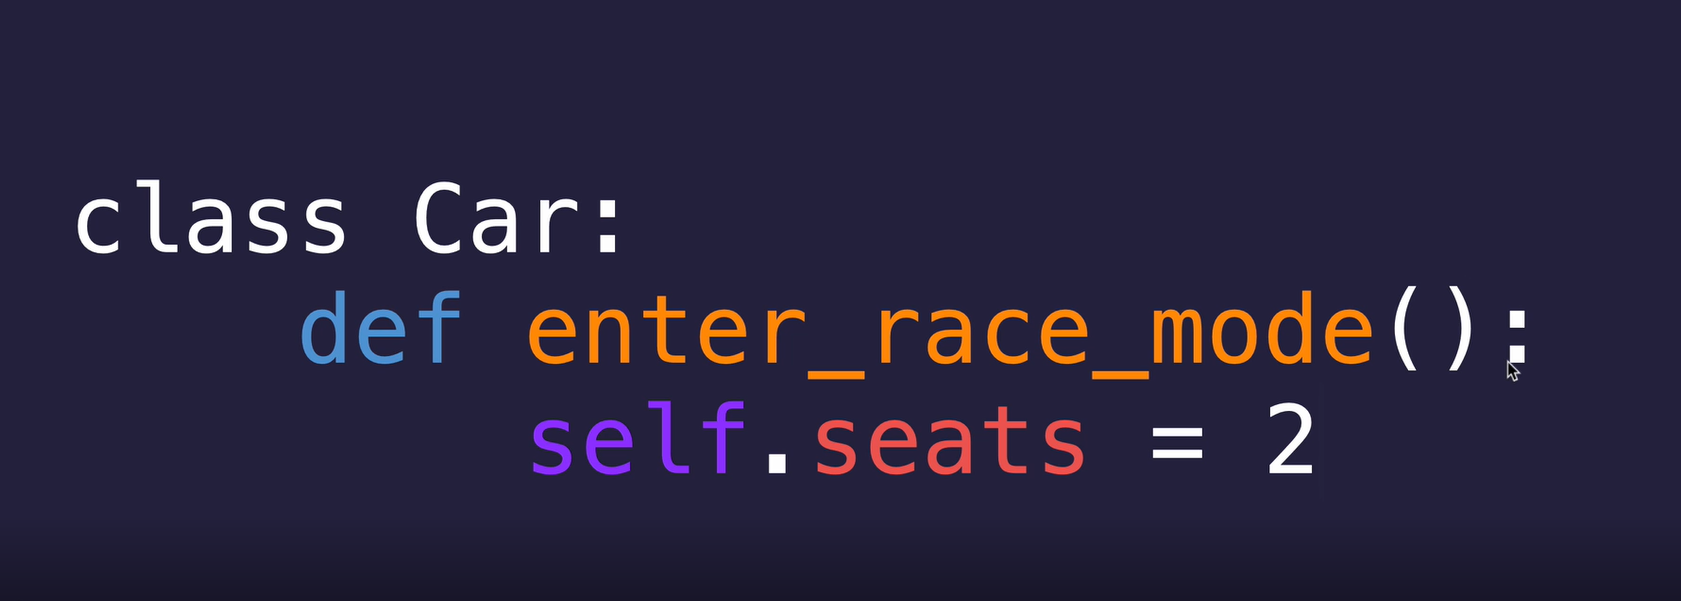 class Car:
    def enter_race_mode():
        self.seats = 2